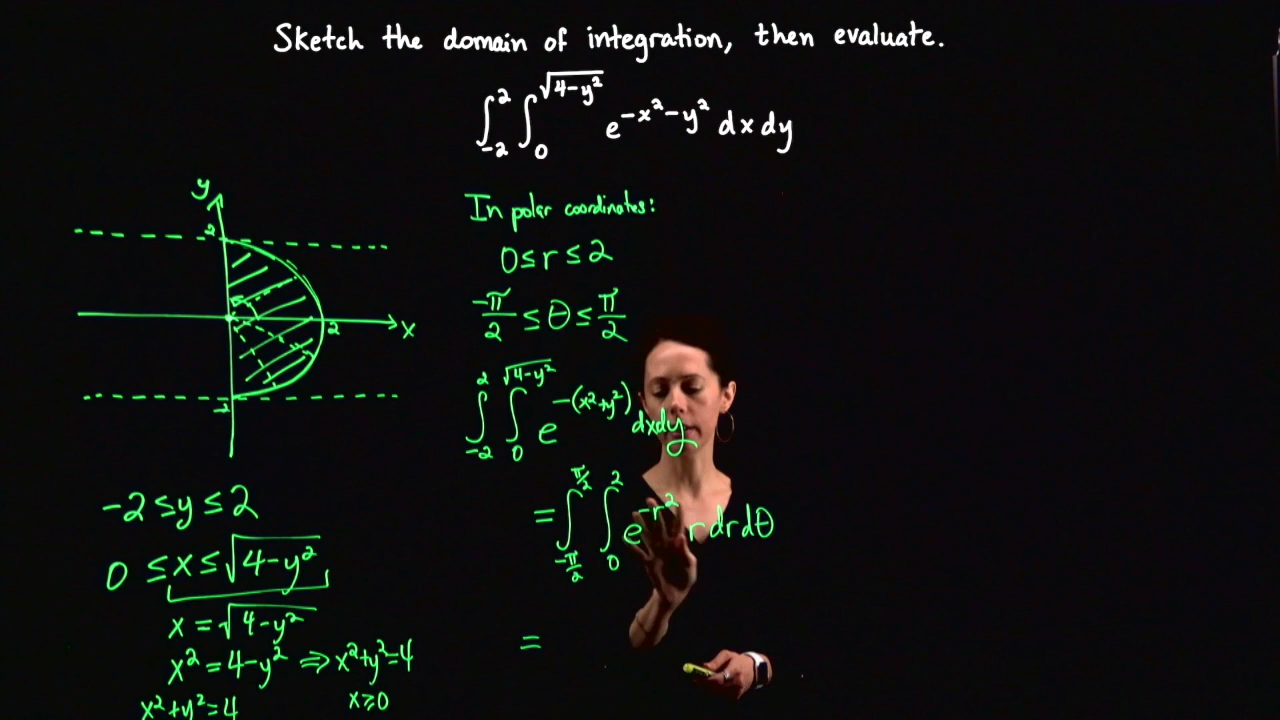 Sketch the domain of integration, then evaluate.
∫_{-2}^{2} ∫_{0}^{√(4-y²)} e^{-x²-y²} dx dy
y
2
2
x
-2
-2 ≤ y ≤ 2
0 ≤ x ≤ √(4-y²)
x = √(4-y²)
x² = 4-y² ⇒ x²+y²=4
x²+y²=4
x≥0
In polar coordinates:
0 ≤ r ≤ 2
-π/2 ≤ θ ≤ π/2
∫_{-2}^{2} ∫_{0}^{√(4-y²)} e^{-(x²+y²)} dxdy
= ∫_{-π/2}^{π/2} ∫_{0}^{2} e^{-r²} r dr dθ
=